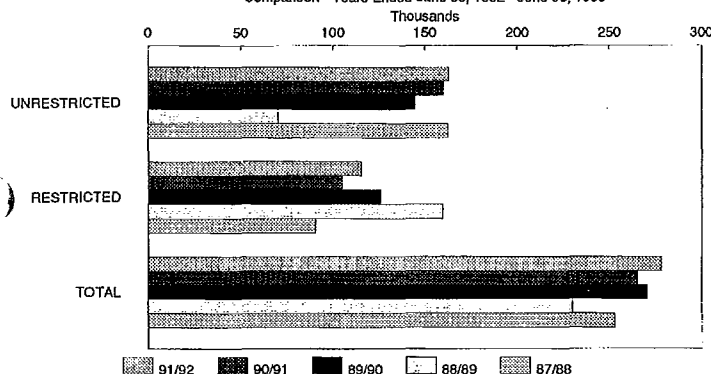 Thousands
0 50 100 150 200 250 300
UNRESTRICTED
RESTRICTED
TOTAL
91/92 90/91 89/90 88/89 87/88